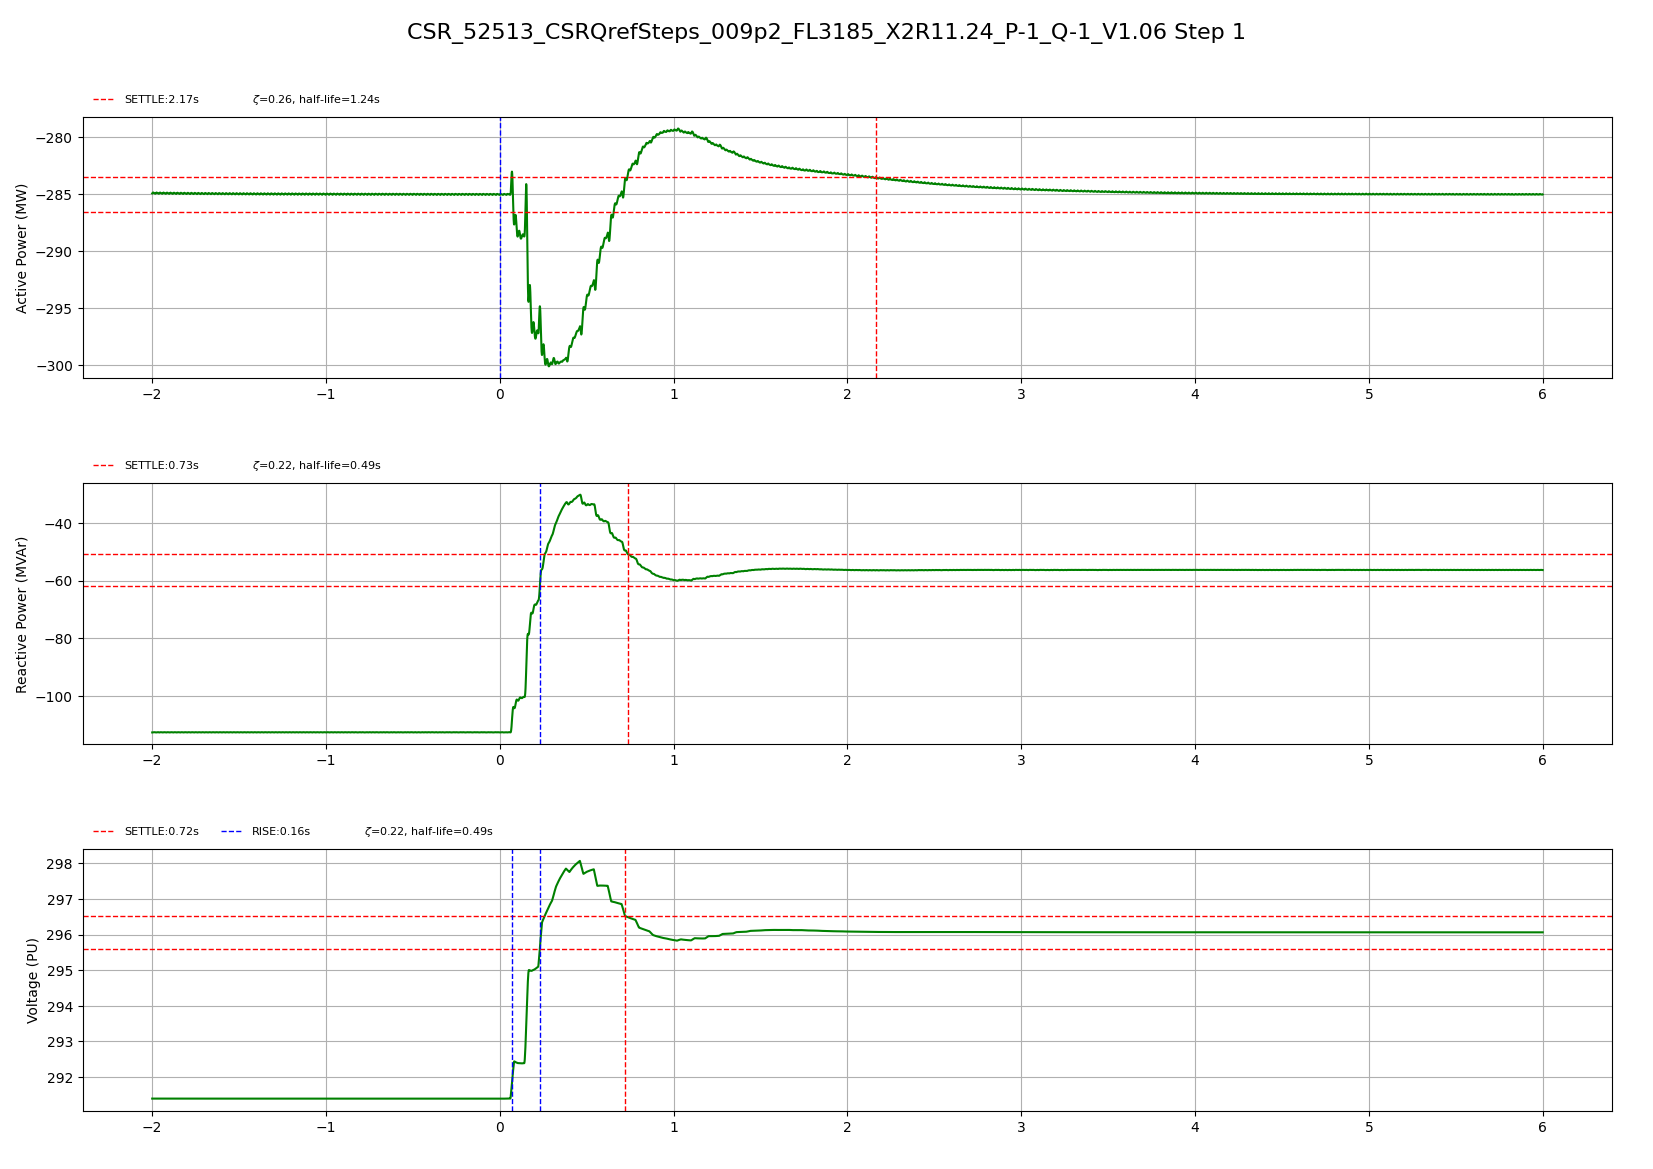 CSR_52513_CSRQrefSteps_009p2_FL3185_X2R11.24_P-1_Q-1_V1.06 Step 1
SETTLE:2.17s ζ=0.26, half-life=1.24s
Active Power (MW)
−280
−285
−290
−295
−300
−2 −1 0 1 2 3 4 5 6
SETTLE:0.73s ζ=0.22, half-life=0.49s
Reactive Power (MVAr)
−40
−60
−80
−100
−2 −1 0 1 2 3 4 5 6
SETTLE:0.72s RISE:0.16s ζ=0.22, half-life=0.49s
Voltage (PU)
298
297
296
295
294
293
292
−2 −1 0 1 2 3 4 5 6